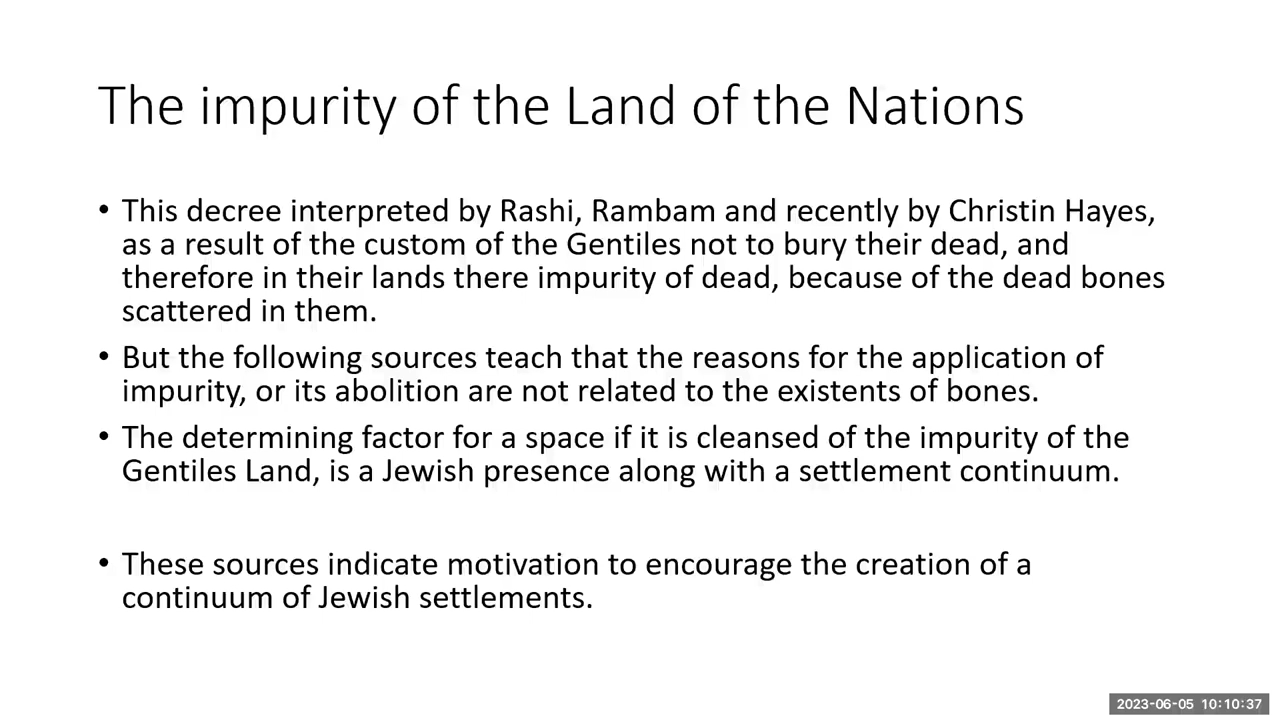 The impurity of the Land of the Nations
• This decree interpreted by Rashi, Rambam and recently by Christin Hayes,
as a result of the custom of the Gentiles not to bury their dead, and
therefore in their lands there impurity of dead, because of the dead bones
scattered in them.
• But the following sources teach that the reasons for the application of
impurity, or its abolition are not related to the existents of bones.
• The determining factor for a space if it is cleansed of the impurity of the
Gentiles Land, is a Jewish presence along with a settlement continuum.
• These sources indicate motivation to encourage the creation of a
continuum of Jewish settlements.
2023-06-05 10:10:37